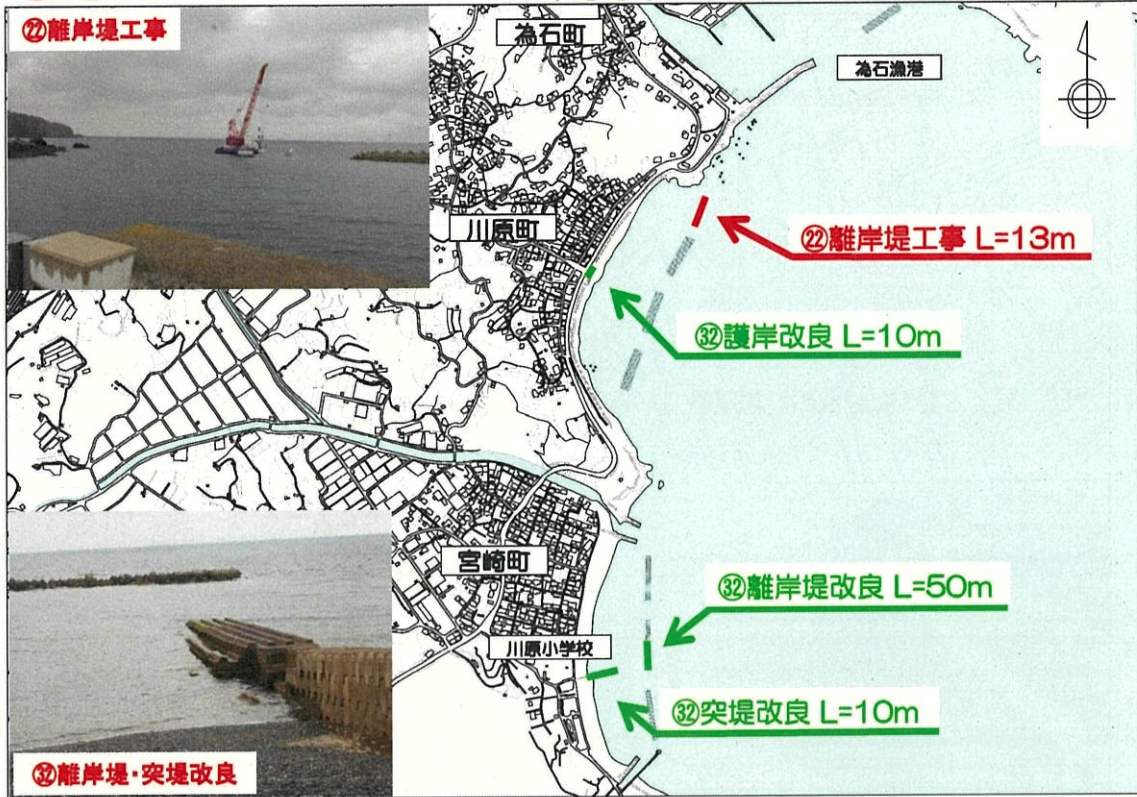 ㉒離岸堤工事
為石町
為石漁港
川原町
㉒離岸堤工事 L=13m
㉜護岸改良 L=10m
宮崎町
㉜離岸堤改良 L=50m
川原小学校
㉜突堤改良 L=10m
㉜離岸堤・突堤改良